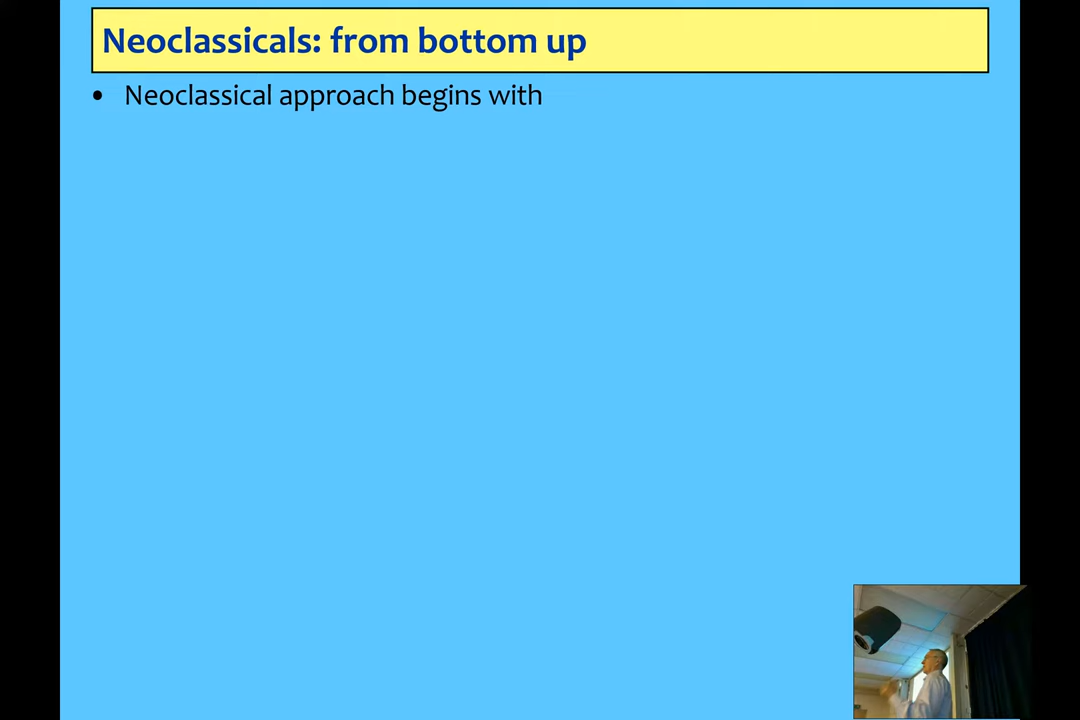 Neoclassicals: from bottom up
• Neoclassical approach begins with